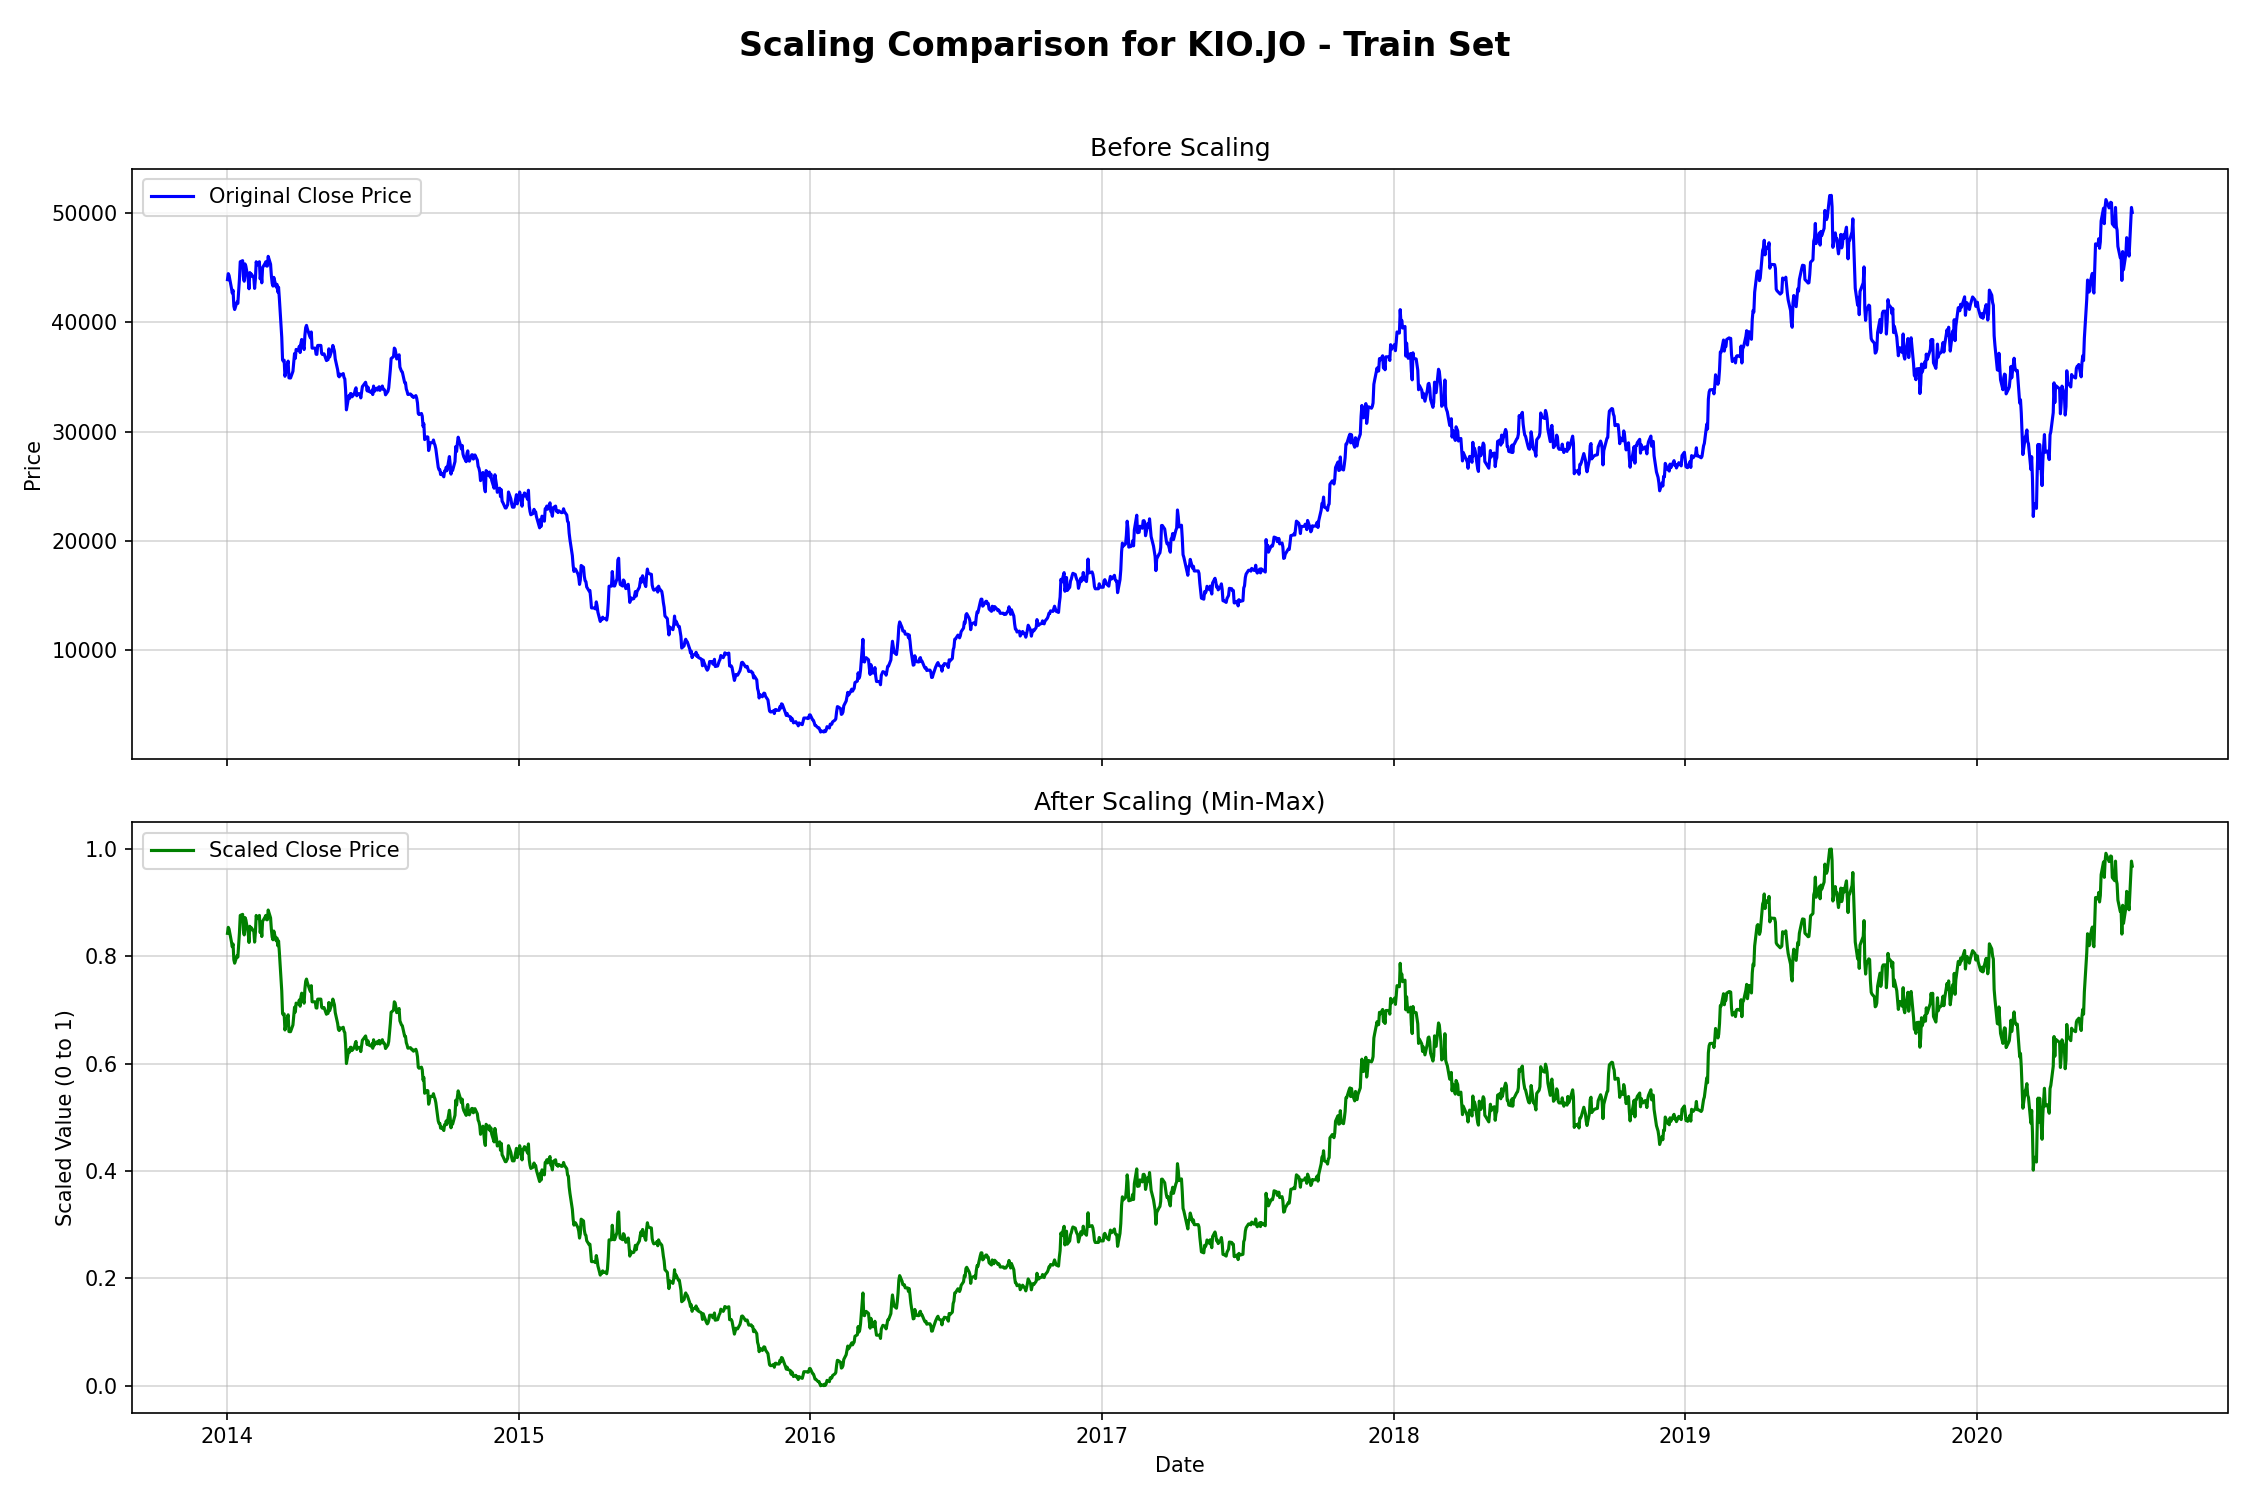 Scaling Comparison for KIO.JO - Train Set
Before Scaling
Original Close Price
50000
40000
30000
20000
10000
Price
After Scaling (Min-Max)
Scaled Close Price
1.0
0.8
0.6
0.4
0.2
0.0
Scaled Value (0 to 1)
2014 2015 2016 2017 2018 2019 2020
Date